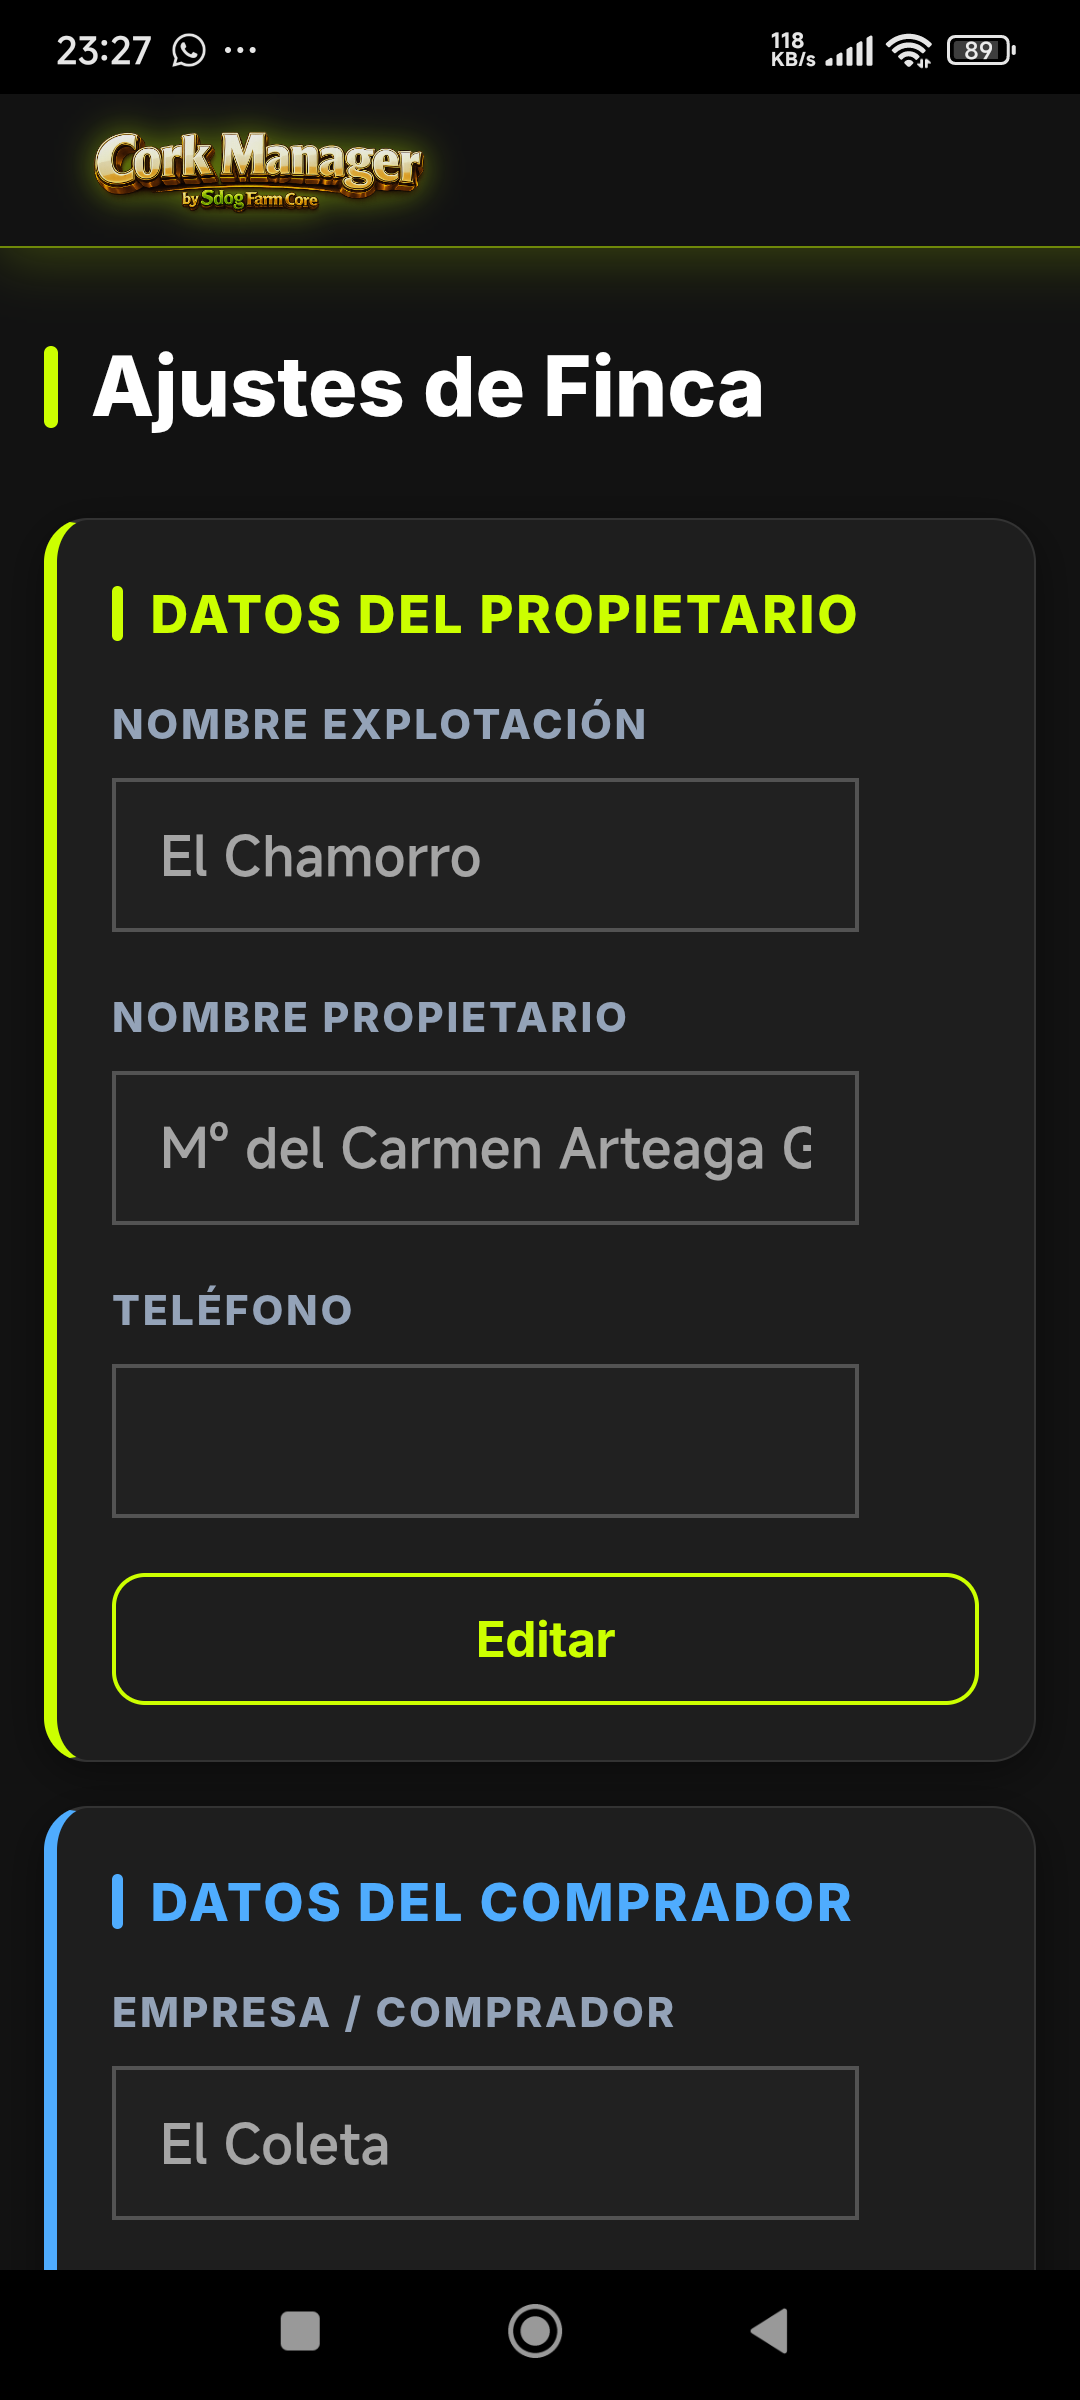 23:27
118
KB/s
89
Cork Manager
by Sdog Farm Core
Ajustes de Finca
DATOS DEL PROPIETARIO
NOMBRE EXPLOTACIÓN
El Chamorro
NOMBRE PROPIETARIO
Mº del Carmen Arteaga G
TELÉFONO
Editar
DATOS DEL COMPRADOR
EMPRESA / COMPRADOR
El Coleta